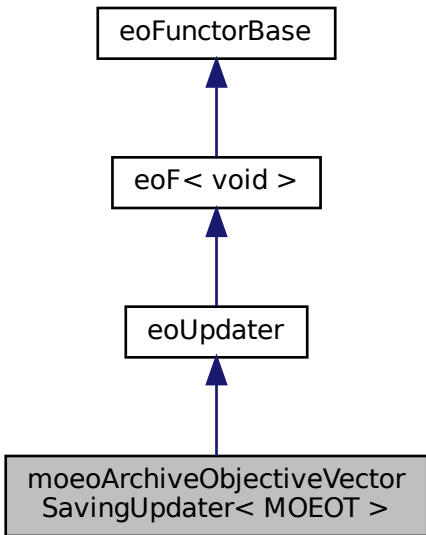 eoFunctorBase
eoF< void >
eoUpdater
moeoArchiveObjectiveVector
SavingUpdater< MOEOT >